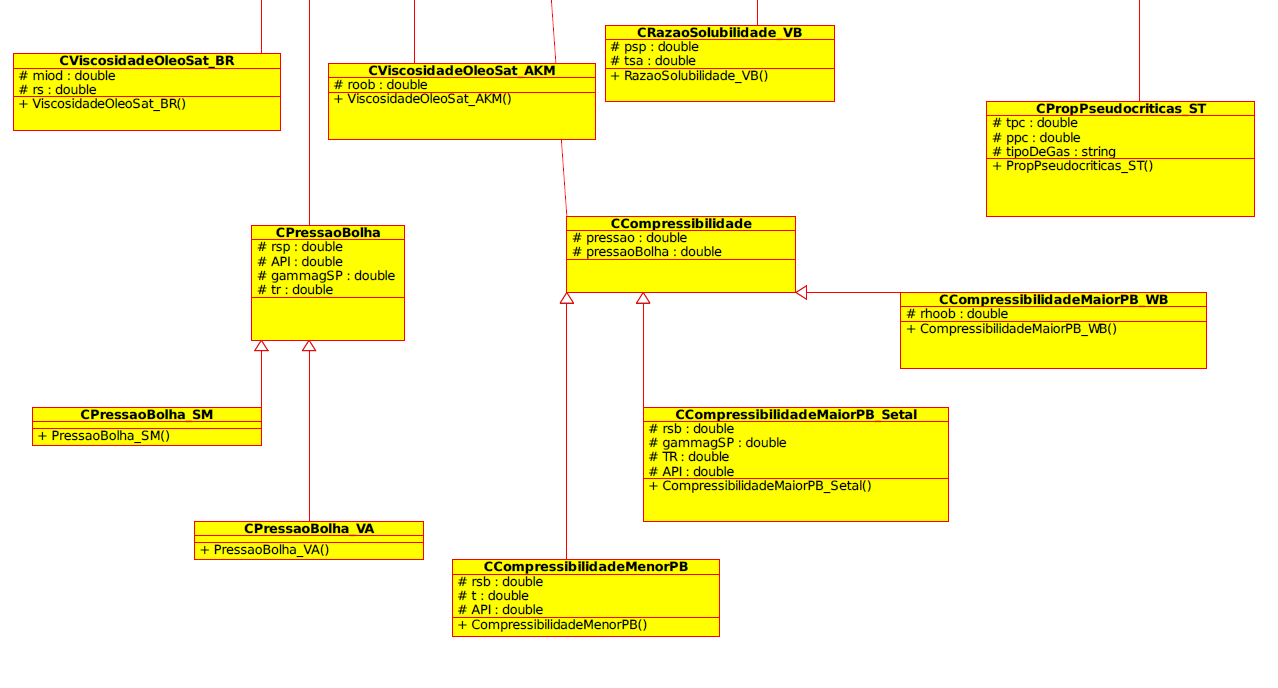 CViscosidadeOleoSat_BR
# miod : double
# rs : double
+ ViscosidadeOleoSat_BR()
CViscosidadeOleoSat_AKM
# roob : double
+ ViscosidadeOleoSat_AKM()
CRazaoSolubilidade_VB
# psp : double
# tsa : double
+ RazaoSolubilidade_VB()
CPropPseudocriticas_ST
# tpc : double
# ppc : double
# tipoDeGas : string
+ PropPseudocriticas_ST()
CPressaoBolha
# rsp : double
# API : double
# gammagSP : double
# tr : double
CCompressibilidade
# pressao : double
# pressaoBolha : double
CCompressibilidadeMaiorPB_WB
# rhoob : double
+ CompressibilidadeMaiorPB_WB()
CPressaoBolha_SM
+ PressaoBolha_SM()
CCompressibilidadeMaiorPB_Setal
# rsb : double
# gammagSP : double
# TR : double
# API : double
+ CompressibilidadeMaiorPB_Setal()
CPressaoBolha_VA
+ PressaoBolha_VA()
CCompressibilidadeMenorPB
# rsb : double
# t : double
# API : double
+ CompressibilidadeMenorPB()